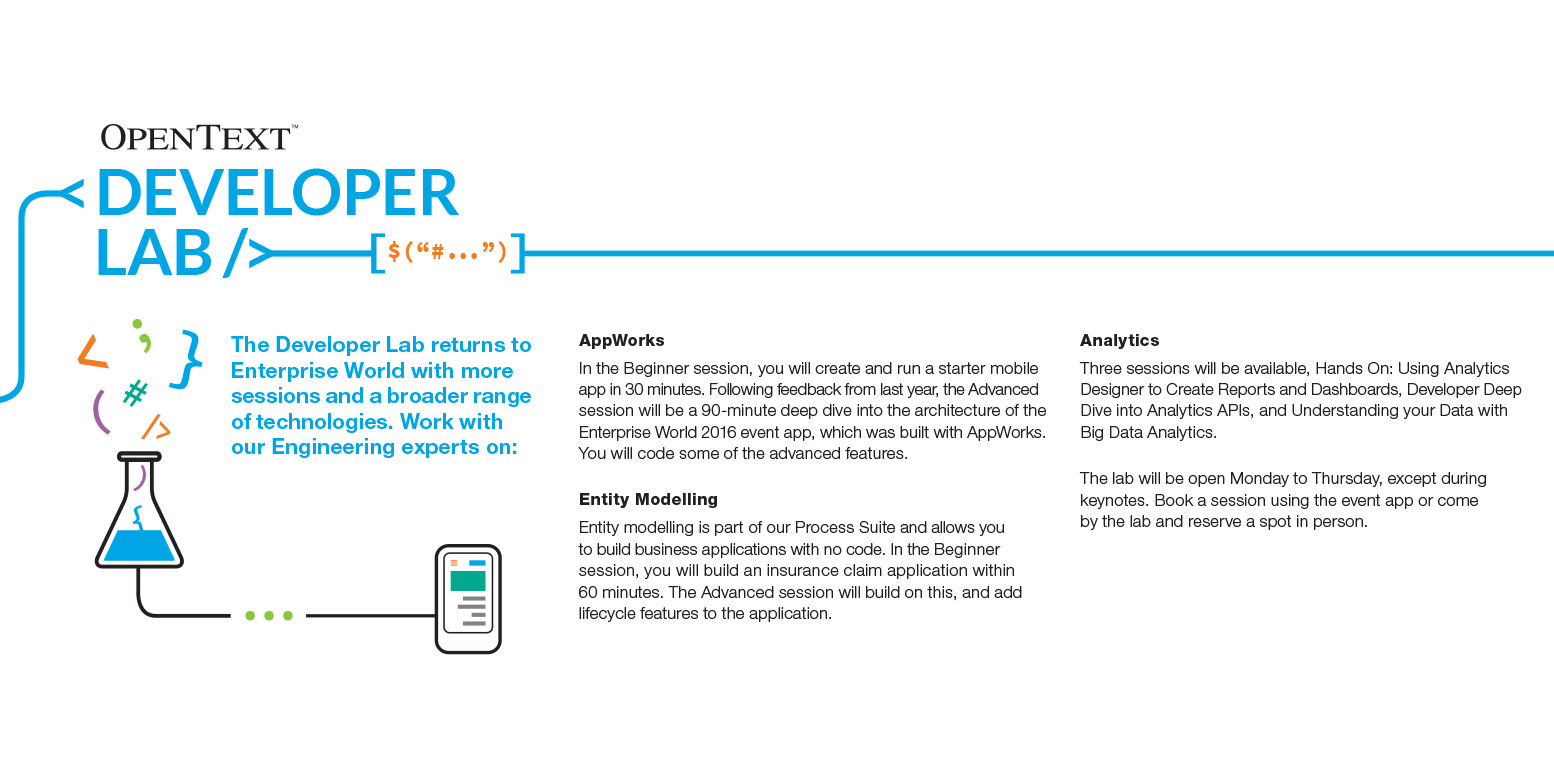 OPENTEXT™
DEVELOPER
LAB />
[$(“#...”)]
< ; }
( #
/>
)
{
The Developer Lab returns to
Enterprise World with more
sessions and a broader range
of technologies. Work with
our Engineering experts on:
AppWorks
In the Beginner session, you will create and run a starter mobile
app in 30 minutes. Following feedback from last year, the Advanced
session will be a 90-minute deep dive into the architecture of the
Enterprise World 2016 event app, which was built with AppWorks.
You will code some of the advanced features.
Entity Modelling
Entity modelling is part of our Process Suite and allows you
to build business applications with no code. In the Beginner
session, you will build an insurance claim application within
60 minutes. The Advanced session will build on this, and add
lifecycle features to the application.
Analytics
Three sessions will be available, Hands On: Using Analytics
Designer to Create Reports and Dashboards, Developer Deep
Dive into Analytics APIs, and Understanding your Data with
Big Data Analytics.
The lab will be open Monday to Thursday, except during
keynotes. Book a session using the event app or come
by the lab and reserve a spot in person.